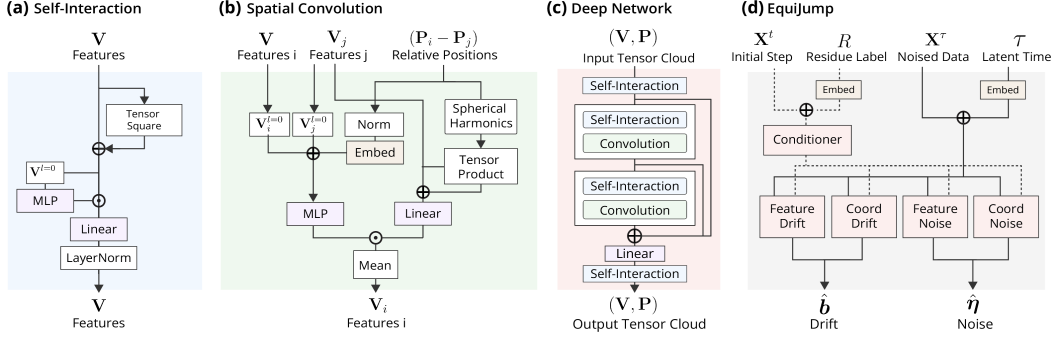 (a) Self-Interaction
V
Features
Tensor
Square
V^{l=0}
MLP
Linear
LayerNorm
V
Features
(b) Spatial Convolution
V
Features i
V_j
Features j
(P_i − P_j)
Relative Positions
V_i^{l=0}
V_j^{l=0}
Norm
Embed
Spherical
Harmonics
Tensor
Product
MLP
Linear
Mean
V_i
Features i
(c) Deep Network
(V, P)
Input Tensor Cloud
Self-Interaction
Self-Interaction
Convolution
Self-Interaction
Convolution
Linear
Self-Interaction
(V, P)
Output Tensor Cloud
(d) EquiJump
X^t
Initial Step
R
Residue Label
X^τ
Noised Data
τ
Latent Time
Embed
Embed
Conditioner
Feature
Drift
Coord
Drift
Feature
Noise
Coord
Noise
b̂
Drift
η̂
Noise